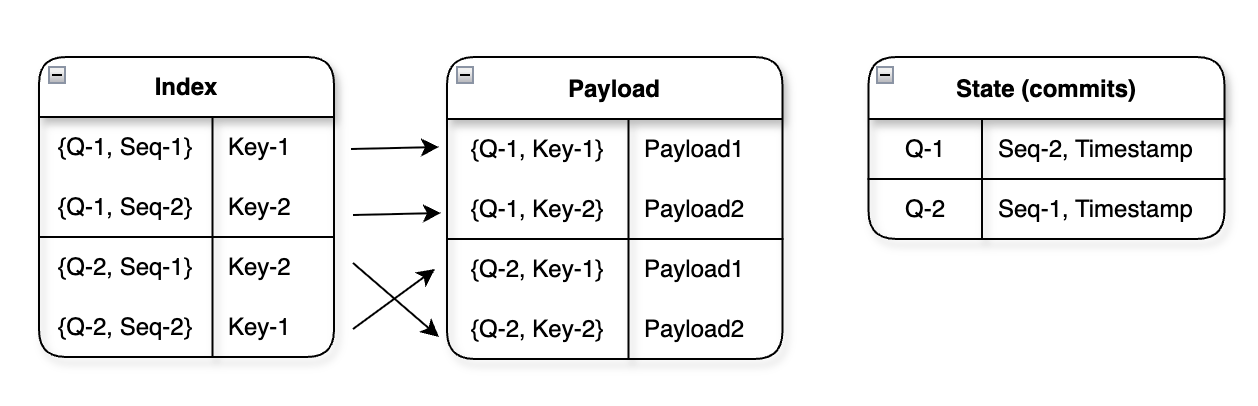 Index
{Q-1, Seq-1} Key-1
{Q-1, Seq-2} Key-2
{Q-2, Seq-1} Key-2
{Q-2, Seq-2} Key-1
Payload
{Q-1, Key-1} Payload1
{Q-1, Key-2} Payload2
{Q-2, Key-1} Payload1
{Q-2, Key-2} Payload2
State (commits)
Q-1 Seq-2, Timestamp
Q-2 Seq-1, Timestamp